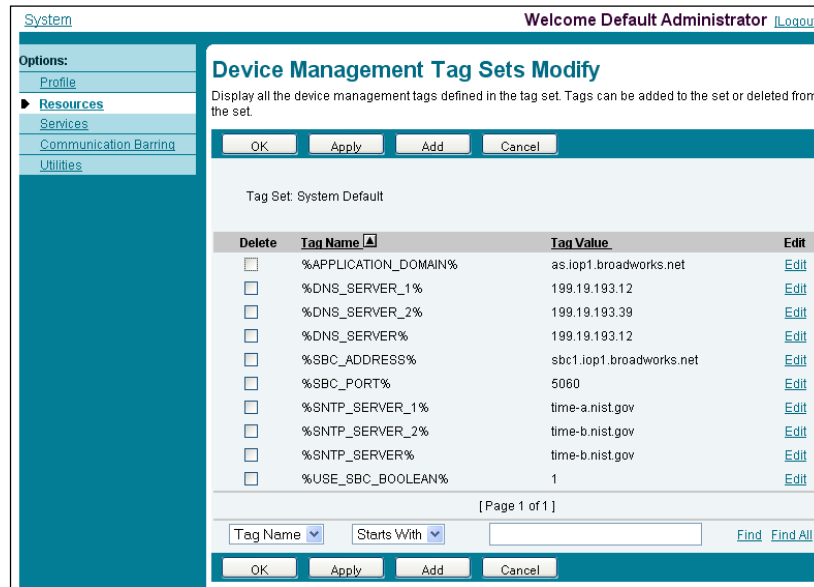 System
Welcome Default Administrator [Logou
Options:
Profile
Resources
Services
Communication Barring
Utilities
Device Management Tag Sets Modify
Display all the device management tags defined in the tag set. Tags can be added to the set or deleted from
the set.
OK Apply Add Cancel
Tag Set: System Default
Delete Tag Name Tag Value Edit
%APPLICATION_DOMAIN% as.iop1.broadworks.net Edit
%DNS_SERVER_1% 199.19.193.12 Edit
%DNS_SERVER_2% 199.19.193.39 Edit
%DNS_SERVER% 199.19.193.12 Edit
%SBC_ADDRESS% sbc1.iop1.broadworks.net Edit
%SBC_PORT% 5060 Edit
%SNTP_SERVER_1% time-a.nist.gov Edit
%SNTP_SERVER_2% time-b.nist.gov Edit
%SNTP_SERVER% time-b.nist.gov Edit
%USE_SBC_BOOLEAN% 1 Edit
[ Page 1 of 1 ]
Tag Name Starts With Find Find All
OK Apply Add Cancel